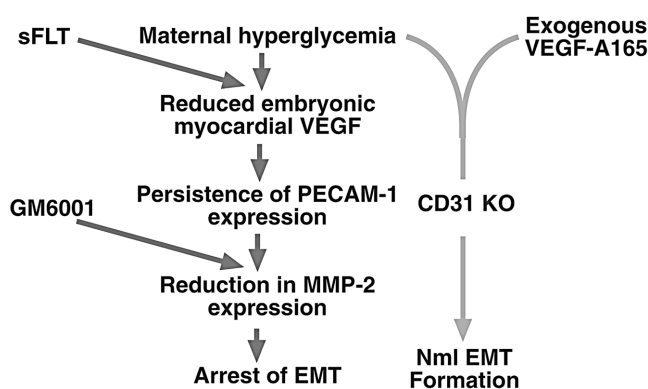 sFLT
Maternal hyperglycemia
Exogenous
VEGF-A165
Reduced embryonic
myocardial VEGF
Persistence of PECAM-1
expression
GM6001
CD31 KO
Reduction in MMP-2
expression
Arrest of EMT
Nml EMT
Formation